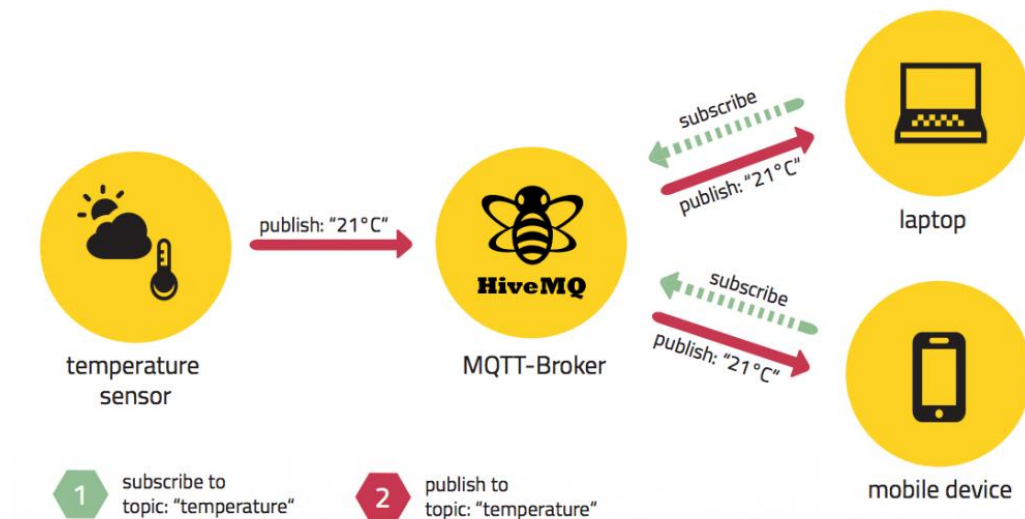 subscribe
publish: "21°C"
laptop
publish: "21°C"
HiveMQ
temperature
sensor
MQTT-Broker
subscribe
publish: "21°C"
mobile device
1
subscribe to
topic: "temperature"
2
publish to
topic: "temperature"